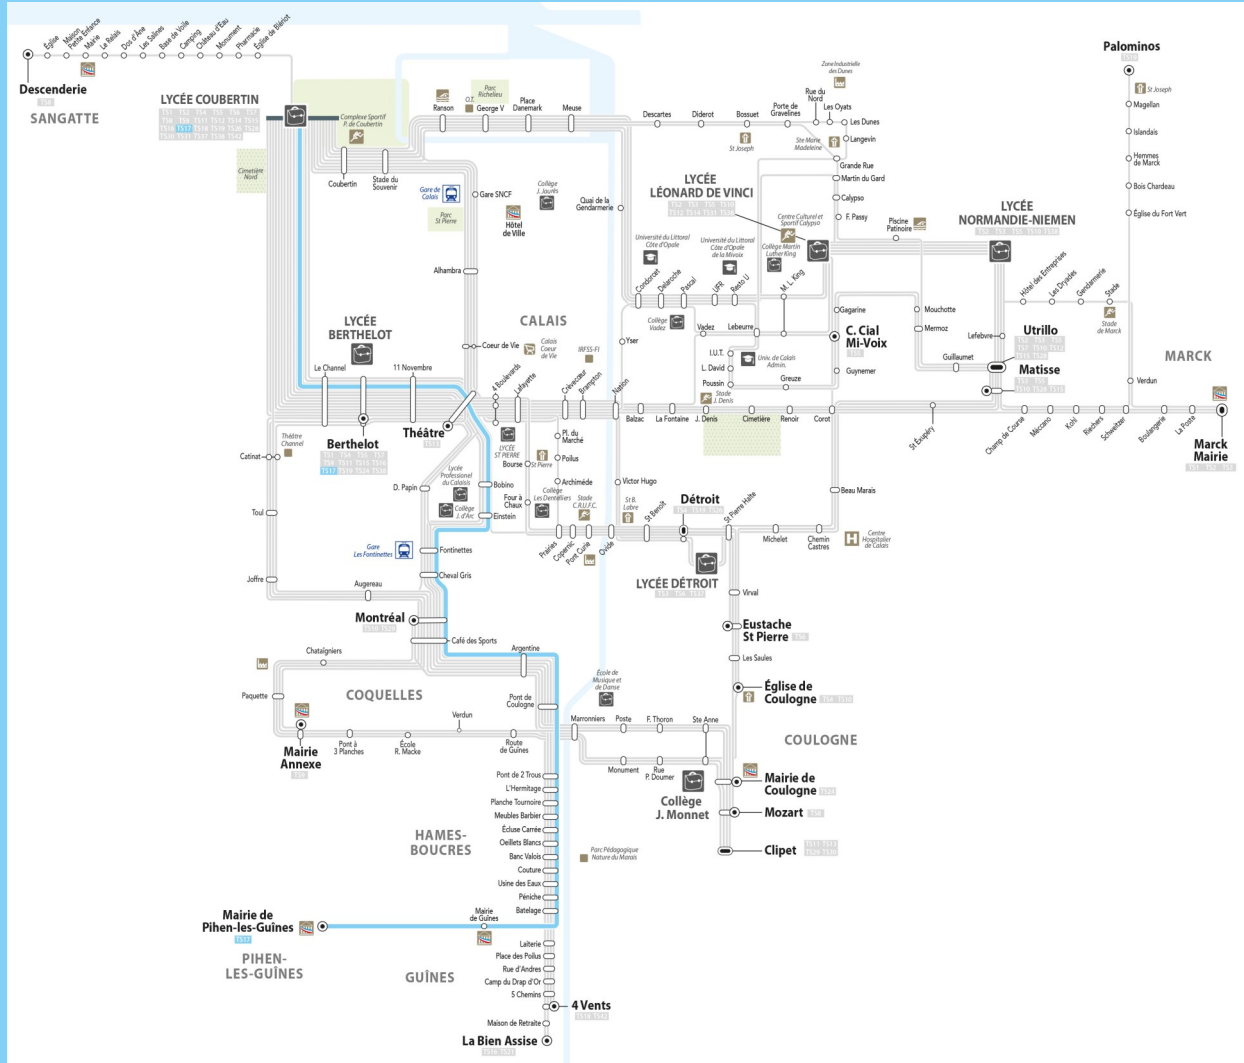 Église
Maison
Petite Enfance
Mairie
Le Relais
Dos d'Âne
Les Salines
Base de Voile
Camping
Château d'Eau
Monument
Pharmacie
Église de Blériot
Descenderie
SANGATTE
LYCÉE COUBERTIN
TS17
Complexe Sportif
P. de Coubertin
Cimetière
Nord
Coubertin
Stade du
Souvenir
Ranson
O.T.
George V
Parc
Richelieu
Place
Danemark
Meuse
Descartes
Diderot
Bossuet
St Joseph
Porte de
Gravelines
Rue du
Nord
Zone Industrielle
des Dunes
Les Oyats
Les Dunes
Langevin
Ste Marie
Madeleine
Grande Rue
Martin du Gard
Calypso
F. Passy
Palominos
St Joseph
Magellan
Islandais
Hemmes
de Marck
Bois Chardeau
Église du Fort Vert
Gare de
Calais
Gare SNCF
Parc
St Pierre
Hôtel
de Ville
Collège
J. Jaurès
Quai de la
Gendarmerie
LYCÉE
LÉONARD DE VINCI
Centre Culturel et
Sportif Calypso
Collège Martin
Luther King
Piscine
Patinoire
LYCÉE
NORMANDIE-NIEMEN
Université du Littoral
Côte d'Opale
Université du Littoral
Côte d'Opale
de la Mivoix
Alhambra
Condorcet
Delaroche
Pascal
UFR
Resto U
M. L. King
Hôtel des Entreprises
Les Dryades
Gendarmerie
Stade
Stade
de Marck
Gagarine
Mouchotte
Mermoz
Lefebvre
Guillaumet
Utrillo
Matisse
MARCK
CALAIS
Collège
Vadez
Vadez
Lebeurre
C. Cial
Mi-Voix
Guynemer
LYCÉE
BERTHELOT
Coeur de Vie
Calais
Coeur
de Vie
IRFSS-FI
Yser
I.U.T.
L. David
Poussin
Univ. de Calais
Admin.
Greuze
Le Channel
11 Novembre
4 Boulevards
Lafayette
Crèvecœur
Brampton
Nation
Balzac
La Fontaine
Stade
J. Denis
J. Denis
Cimetière
Renoir
Corot
St Exupéry
Champ de Course
Méccano
Kohl
Riechers
Schweitzer
Verdun
Boulangerie
La Poste
Marck
Mairie
Théâtre
Channel
Berthelot
TS17
Théâtre
Catinat
Toul
Joffre
D. Papin
Lycée
Professionel
du Calaisis
Collège
J. d'Arc
LYCÉE
ST PIERRE
Bourse
St Pierre
Pl. du
Marché
Poilus
Archimède
Bobino
Einstein
Four à
Chaux
Collège
Les Dentelliers
Stade
C.R.U.F.C.
Victor Hugo
St B.
Labre
Détroit
Beau Marais
Prairies
Copernic
Pont Curie
Ovide
St Benoît
St Pierre Halte
Michelet
Chemin
Castres
Centre
Hospitalier
de Calais
Gare
Les Fontinettes
Fontinettes
Cheval Gris
Augereau
Montréal
Café des Sports
LYCÉE DÉTROIT
Virval
Eustache
St Pierre
Les Saules
Église de
Coulogne
Chataîgniers
Paquette
COQUELLES
Argentine
École de
Musique et
de Danse
Pont de
Coulogne
Mairie
Annexe
Pont à
3 Planches
École
R. Macke
Verdun
Route
de Guînes
Marronniers
Poste
F. Thoron
Ste Anne
Monument
Rue
P. Doumer
COULOGNE
Collège
J. Monnet
Mairie de
Coulogne
Mozart
Clipet
Pont de 2 Trous
L'Hermitage
Planche Tournoire
Meubles Barbier
Écluse Carrée
Oeillets Blancs
Banc Valois
Couture
Usine des Eaux
Péniche
Batelage
HAMES-
BOUCRES
Parc Pédagogique
Nature du Marais
Mairie de
Pihen-les-Guînes
TS17
Mairie
de Guînes
PIHEN-
LES-GUÎNES
GUÎNES
Laiterie
Place des Poilus
Rue d'Andres
Camp du Drap d'Or
5 Chemins
4 Vents
Maison de Retraite
La Bien Assise